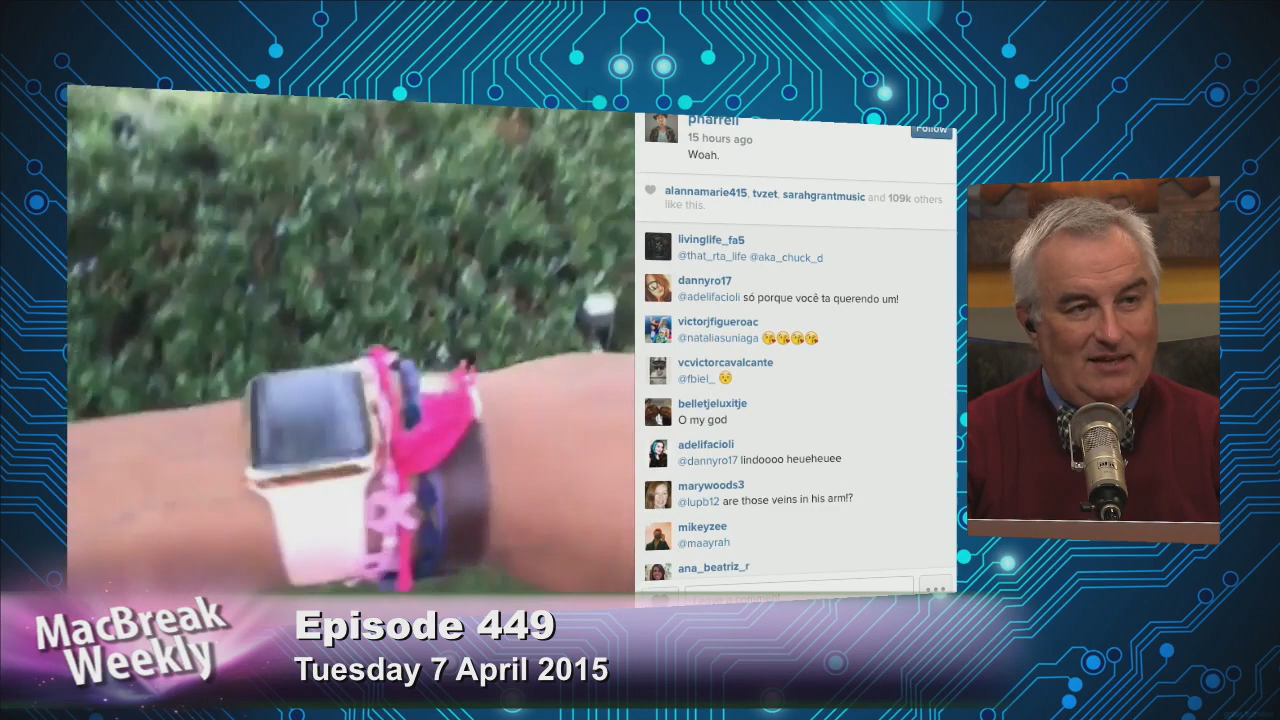 pharrell
15 hours ago
Follow
Woah.
alannamarie415, tvzet, sarahgrantmusic and 109k others
like this.
livinglife_fa5
@that_rta_life @aka_chuck_d
dannyro17
@adelifacioli só porque você ta querendo um!
victorjfigueroac
@nataliasuniaga 😘😘😘😘
vcvictorcavalcante
@fbiel_ 😯
belletjeluxitje
O my god
adelifacioli
@dannyro17 lindoooo heueheuee
marywoods3
@lupb12 are those veins in his arm!?
mikeyzee
@maayrah
ana_beatriz_r
MacBreak
Weekly
Episode 449
Tuesday 7 April 2015